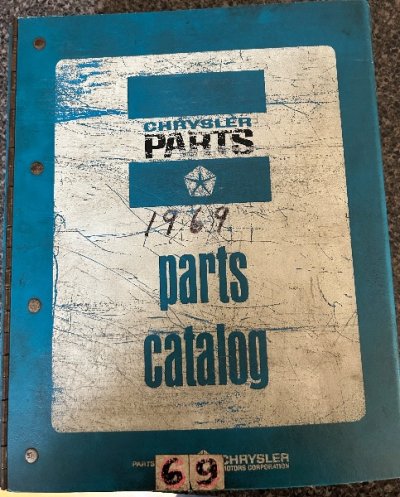 CHRYSLER
PARTS
1969
parts
catalog
PARTS CHRYSLER
MOTORS CORPORATION
69